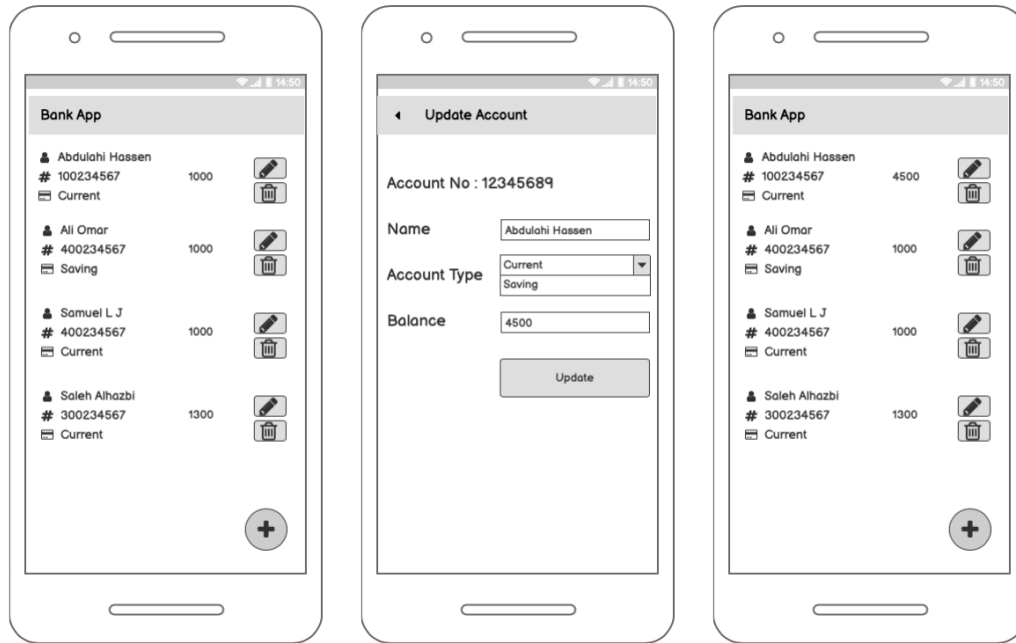 14:50
Bank App
Abdulahi Hassen
# 100234567 1000
Current
Ali Omar
# 400234567 1000
Saving
Samuel L J
# 400234567 1000
Current
Saleh Alhazbi
# 300234567 1300
Current
14:50
Update Account
Account No : 12345689
Name Abdulahi Hassen
Account Type Current
Saving
Balance 4500
Update
14:50
Bank App
Abdulahi Hassen
# 100234567 4500
Current
Ali Omar
# 400234567 1000
Saving
Samuel L J
# 400234567 1000
Current
Saleh Alhazbi
# 300234567 1300
Current